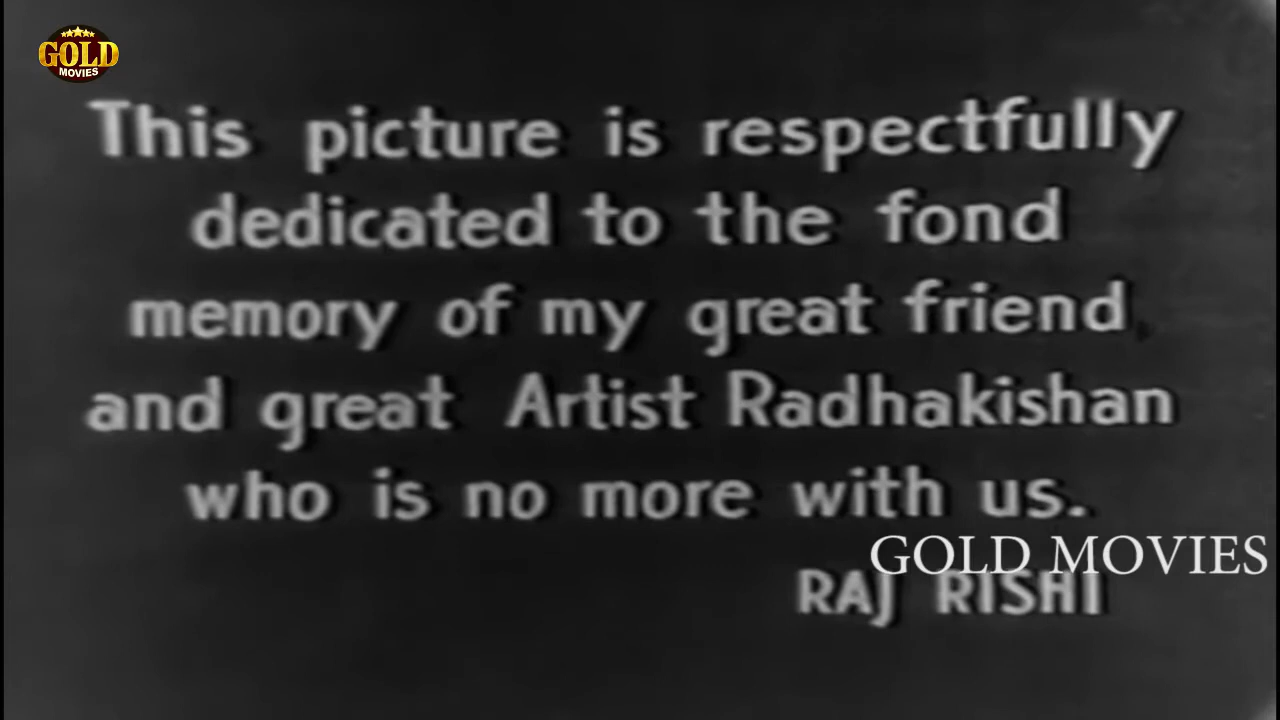 GOLD
MOVIES
This picture is respectfully
dedicated to the fond
memory of my great friend
and great Artist Radhakishan
who is no more with us.
GOLD MOVIES
RAJ RISHI